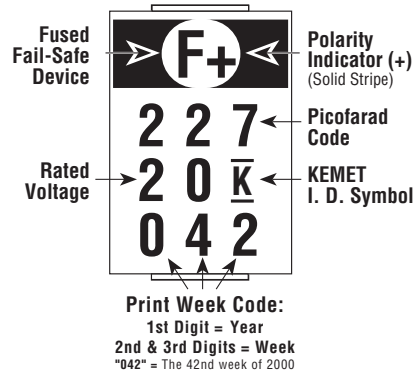 Fused
Fail-Safe
Device
F+
Polarity
Indicator (+)
(Solid Stripe)
2 2 7
Picofarad
Code
Rated
Voltage
2 0 K
KEMET
I. D. Symbol
0 4 2
Print Week Code:
1st Digit = Year
2nd & 3rd Digits = Week
"042" = The 42nd week of 2000